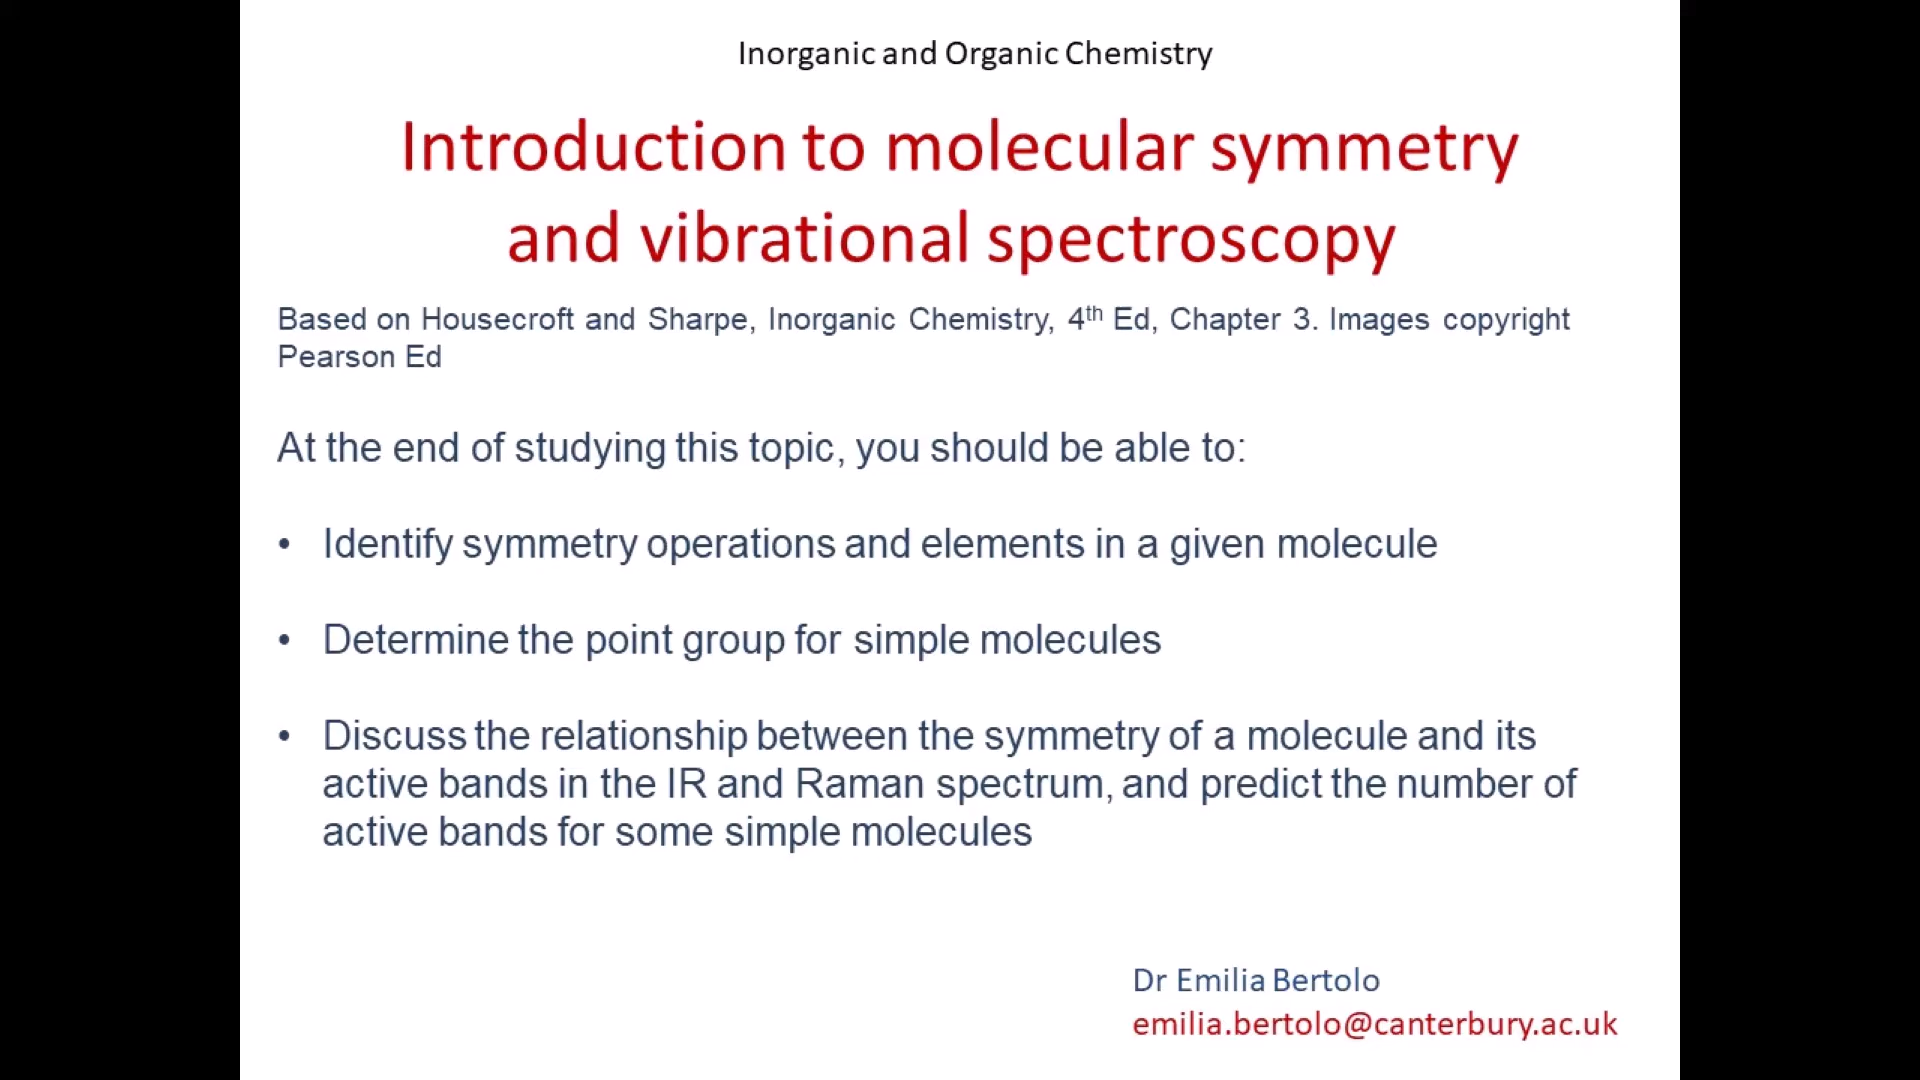 Inorganic and Organic Chemistry
Introduction to molecular symmetry
and vibrational spectroscopy
Based on Housecroft and Sharpe, Inorganic Chemistry, 4th Ed, Chapter 3. Images copyright
Pearson Ed
At the end of studying this topic, you should be able to:
• Identify symmetry operations and elements in a given molecule
• Determine the point group for simple molecules
• Discuss the relationship between the symmetry of a molecule and its
active bands in the IR and Raman spectrum, and predict the number of
active bands for some simple molecules
Dr Emilia Bertolo
emilia.bertolo@canterbury.ac.uk